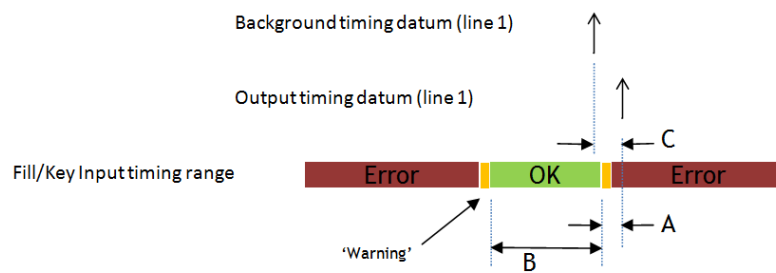 Background timing datum (line 1)
Output timing datum (line 1)
C
Fill/Key Input timing range
Error
OK
Error
A
'Warning'
B